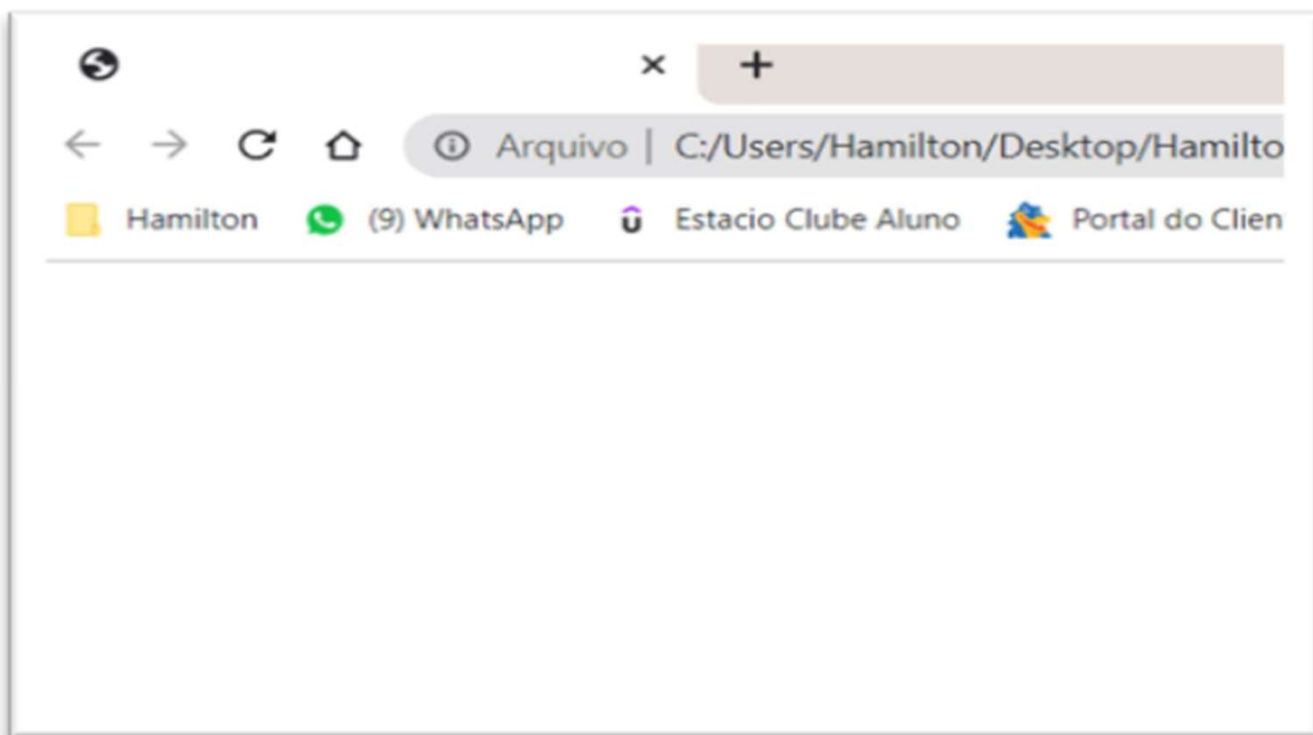 Arquivo | C:/Users/Hamilton/Desktop/Hamilto
Hamilton (9) WhatsApp Estacio Clube Aluno Portal do Clien